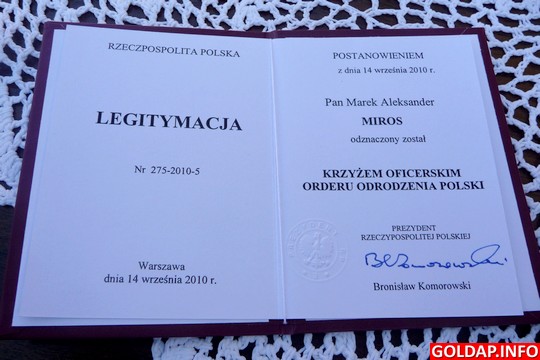 RZECZPOSPOLITA POLSKA
LEGITYMACJA
Nr 275-2010-5
Warszawa
dnia 14 września 2010 r.
POSTANOWIENIEM
z dnia 14 września 2010 r.
Pan Marek Aleksander
MIROS
odznaczony został
KRZYŻEM OFICERSKIM
ORDERU ODRODZENIA POLSKI
PREZYDENT
RZECZYPOSPOLITEJ POLSKIEJ
Bronisław Komorowski
GOLDAP.INFO